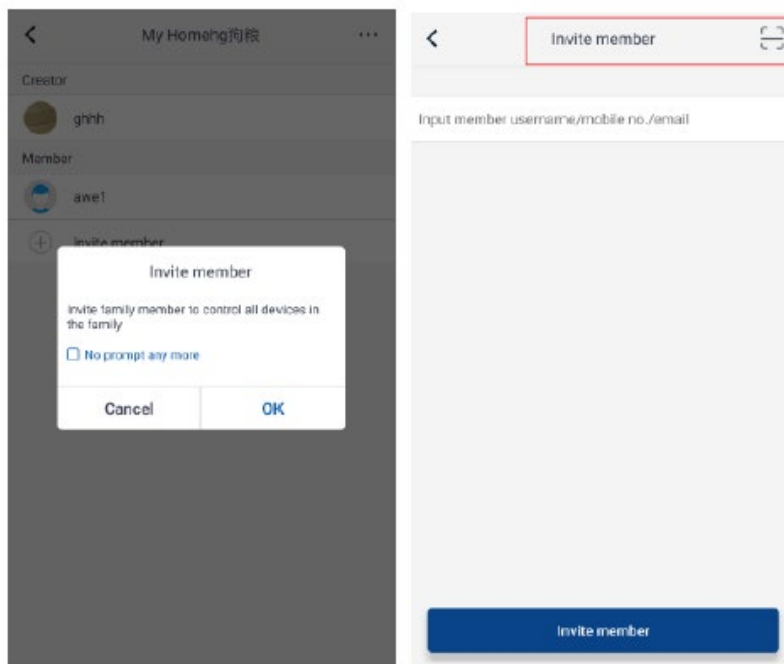 My Homehg狗粮
Creator
ghhh
Member
awe1
invite member
Invite member
Invite family member to control all devices in
the family
No prompt any more
Cancel
OK
Invite member
Input member username/mobile no./email
Invite member